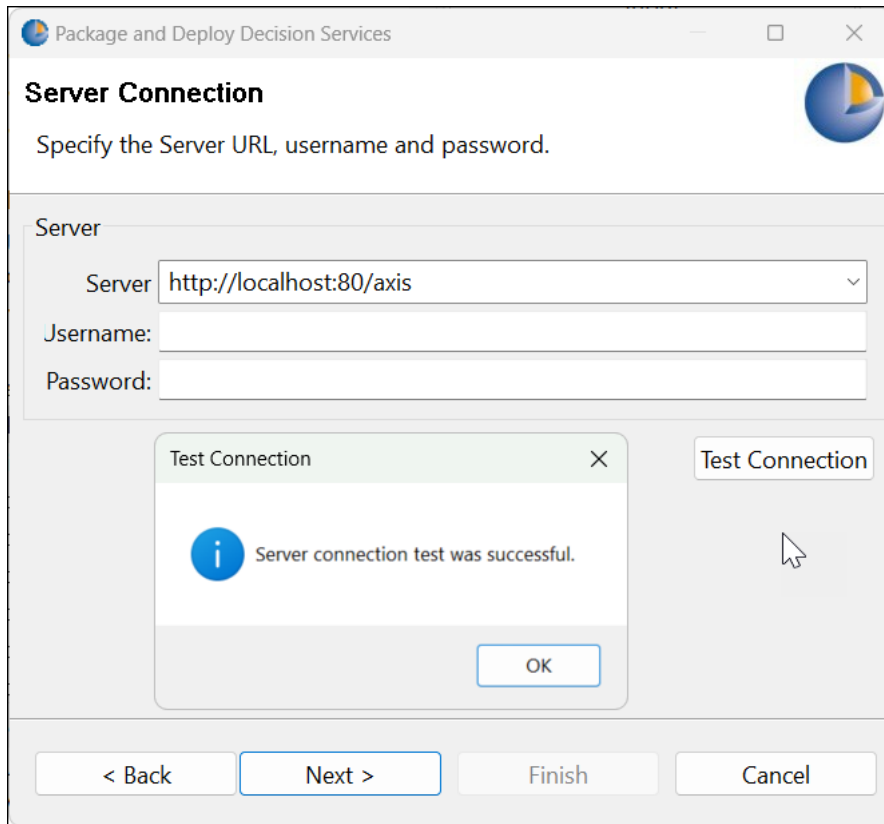 Package and Deploy Decision Services
Server Connection
Specify the Server URL, username and password.
Server
Server http://localhost:80/axis
Username:
Password:
Test Connection
Test Connection
Server connection test was successful.
OK
< Back Next > Finish Cancel